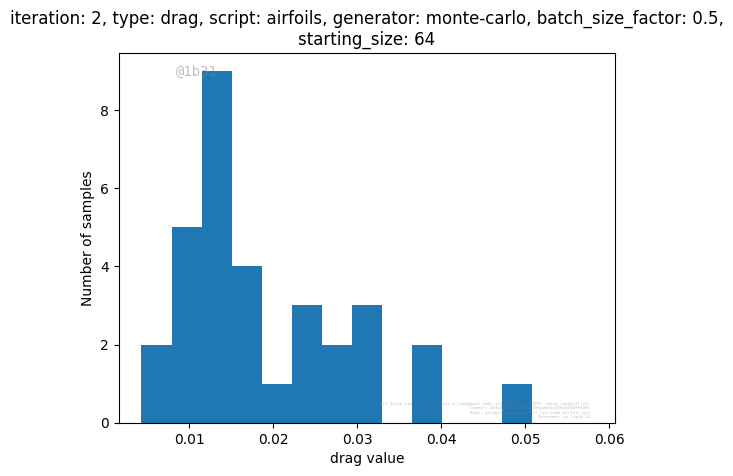 iteration: 2, type: drag, script: airfoils, generator: monte-carlo, batch_size_factor: 0.5,
starting_size: 64
@1b31
8
6
4
2
0
Number of samples
0.01
0.02
0.03
0.04
0.05
0.06
drag value